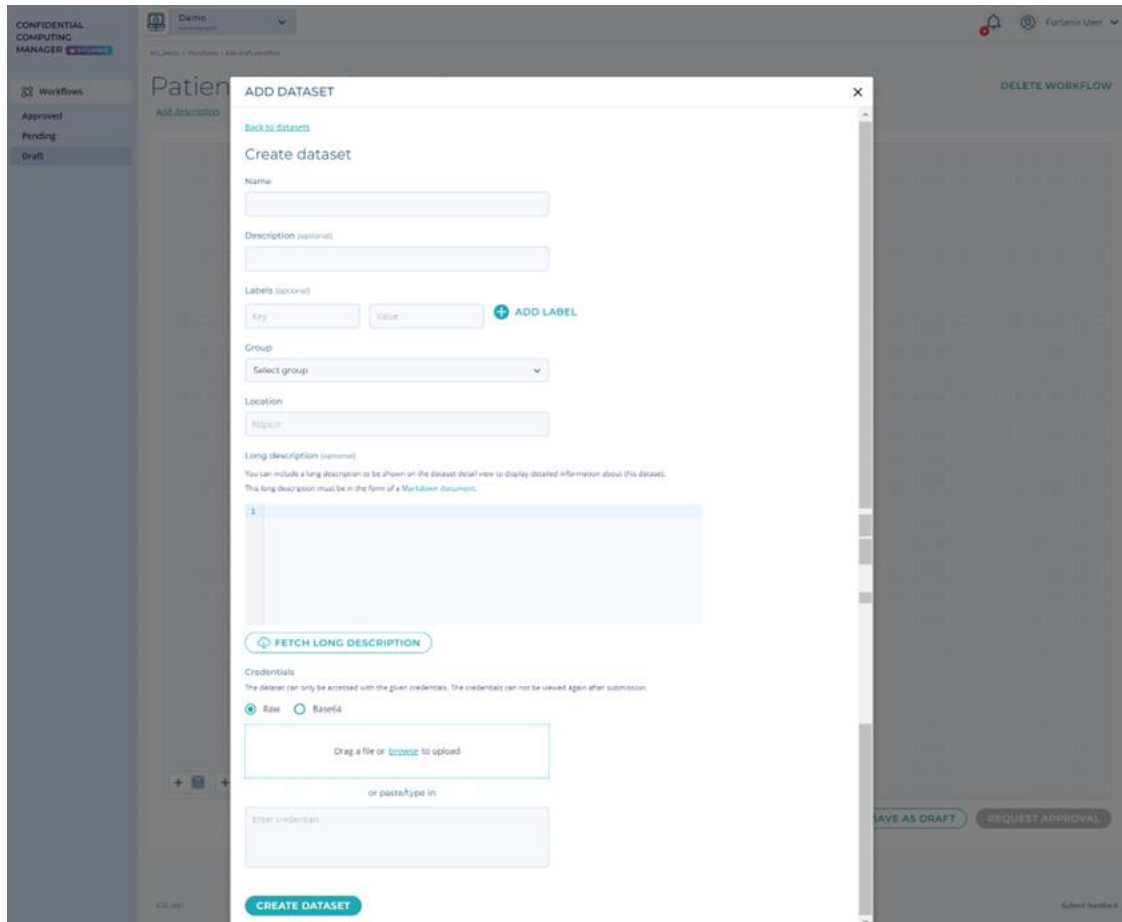 CONFIDENTIAL
COMPUTING
MANAGER
Demo
Administrator
Fortanix User
Workflows
Approved
Pending
Draft
Patien
Add description
DELETE WORKFLOW
ADD DATASET
Back to datasets
Create dataset
Name
Description (optional)
Labels (optional)
Key
Value
ADD LABEL
Group
Select group
Location
https://
Long description (optional)
You can include a long description to be shown on the dataset detail view to display detailed information about this dataset.
This long description must be in the form of a Markdown document.
1
FETCH LONG DESCRIPTION
Credentials
The dataset can only be accessed with the given credentials. The credentials can not be viewed again after submission.
Raw
Base64
Drag a file or browse to upload
or paste/type in
Enter credentials
SAVE AS DRAFT
REQUEST APPROVAL
CREATE DATASET
Submit feedback